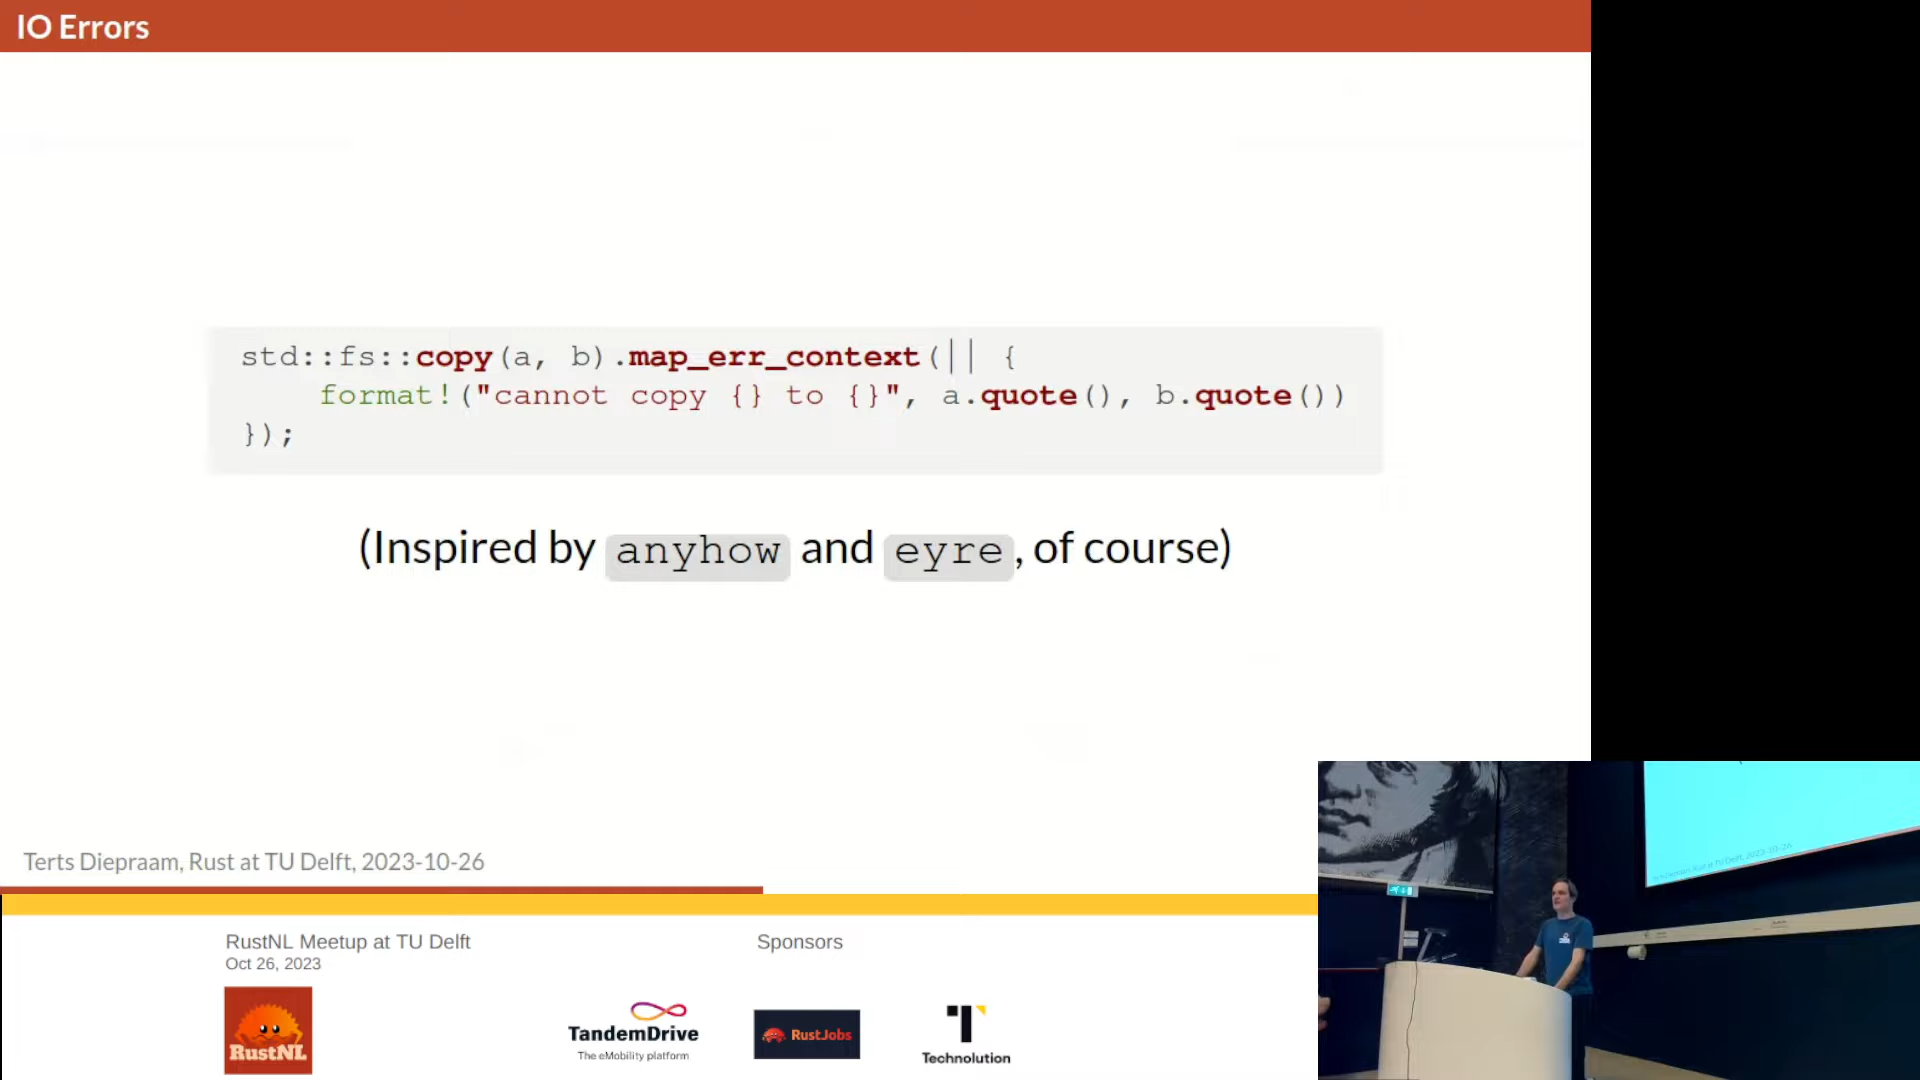 IO Errors
std::fs::copy(a, b).map_err_context(|| {
    format!("cannot copy {} to {}", a.quote(), b.quote())
});
(Inspired by anyhow and eyre, of course)
Terts Diepraam, Rust at TU Delft, 2023-10-26
RustNL Meetup at TU Delft
Oct 26, 2023
Sponsors
RustNL
TandemDrive
The eMobility platform
RustJobs
Technolution